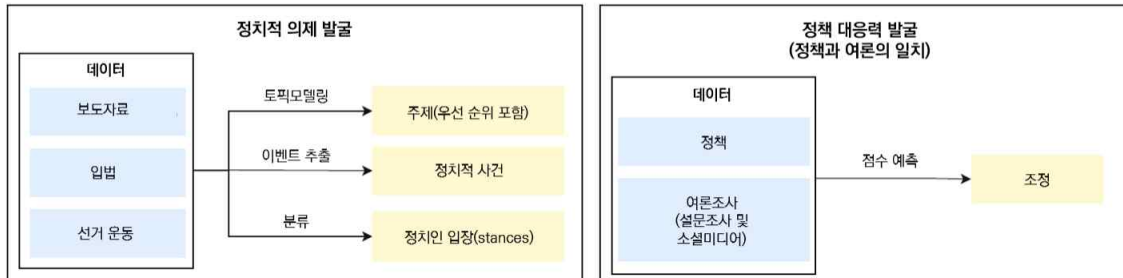 정치적 의제 발굴
데이터
보도자료
입법
선거 운동
토픽모델링
이벤트 추출
분류
주제(우선 순위 포함)
정치적 사건
정치인 입장(stances)
정책 대응력 발굴
(정책과 여론의 일치)
데이터
정책
여론조사
(설문조사 및
소셜미디어)
점수 예측
조정